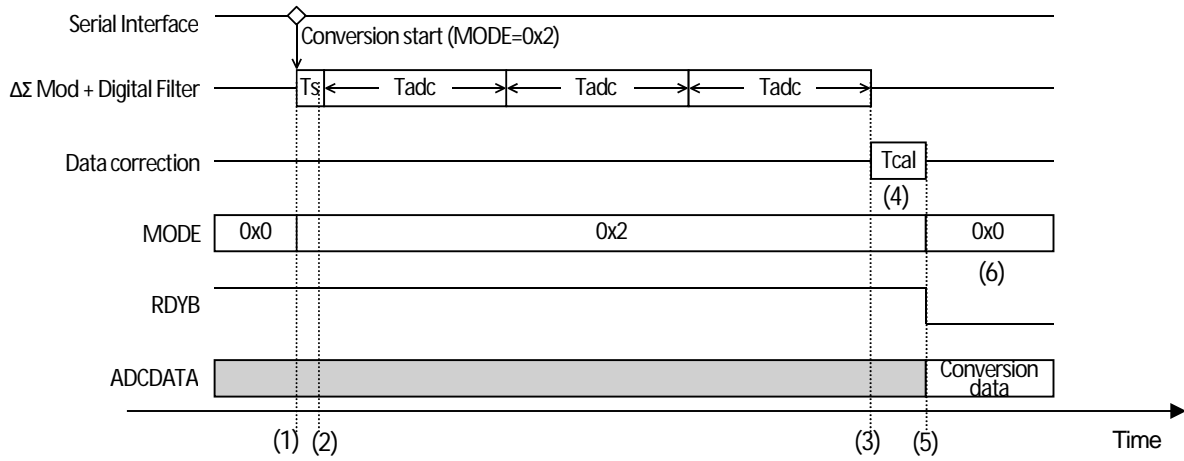 Serial Interface
Conversion start (MODE=0x2)
ΔΣ Mod + Digital Filter
Ts
Tadc
Tadc
Tadc
Data correction
Tcal
(4)
MODE
0x0
0x2
0x0
(6)
RDYB
ADCDATA
Conversion
data
(1)
(2)
(3)
(5)
Time